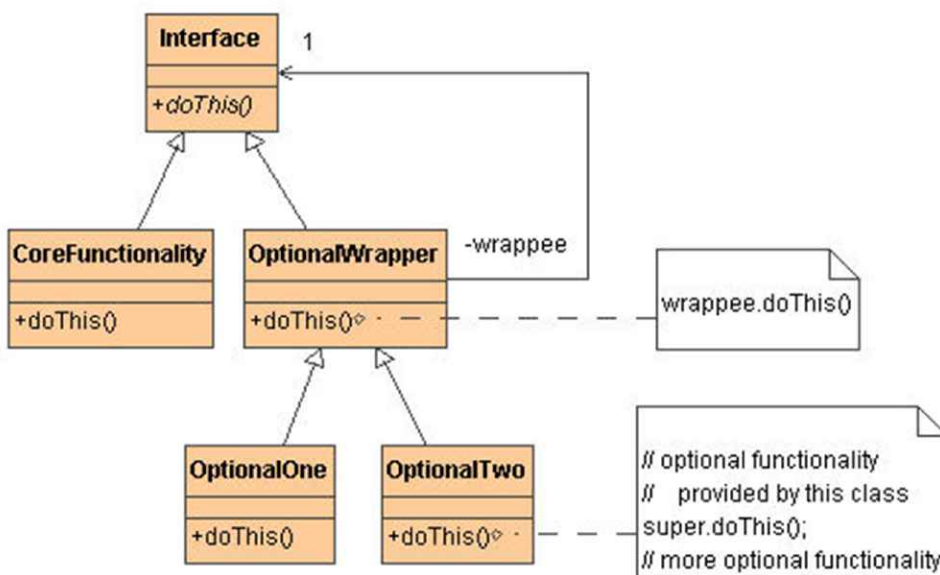 Interface
1
+doThis()
CoreFunctionality
+doThis()
OptionalWrapper
+doThis()
-wrappee
wrappee.doThis()
OptionalOne
+doThis()
OptionalTwo
+doThis()
// optional functionality
//    provided by this class
super.doThis();
// more optional functionality